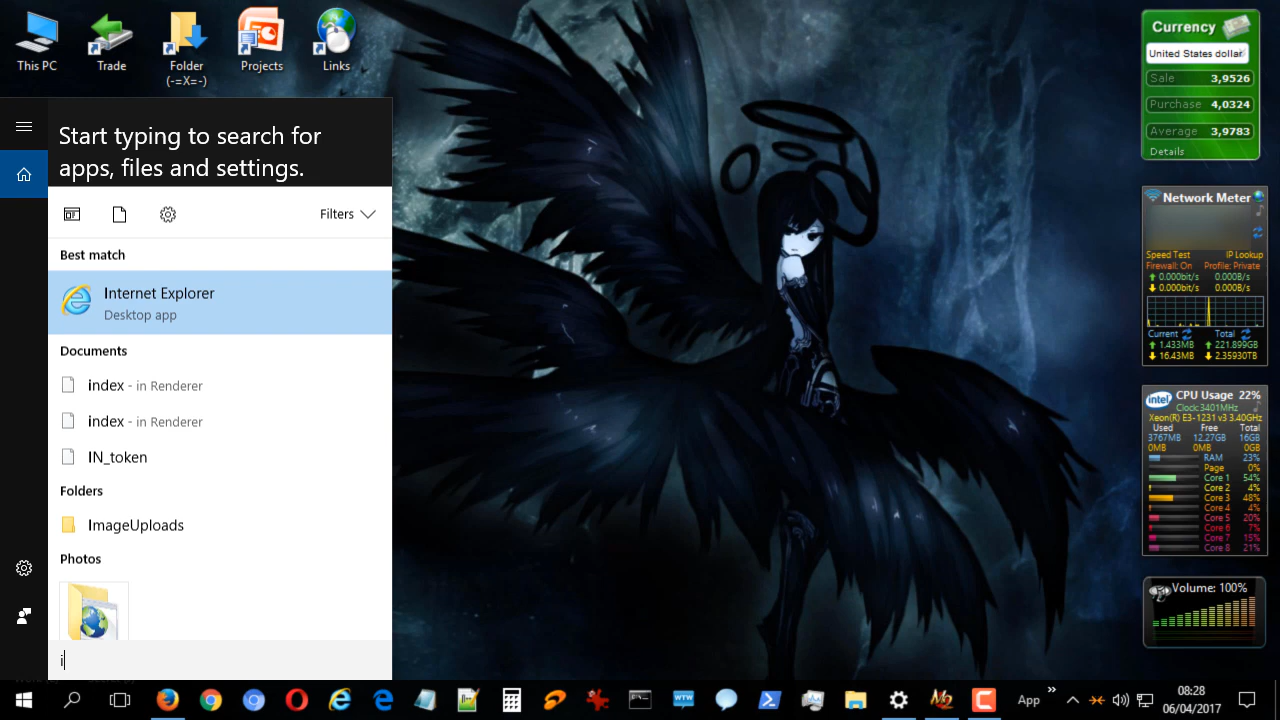 This PC
Trade
Folder
(-=X=-)
Projects
Links
Start typing to search for
apps, files and settings.
Filters
Best match
Internet Explorer
Desktop app
Documents
index - in Renderer
index - in Renderer
IN_token
Folders
ImageUploads
Photos
i
Currency
United States dollar
Sale 3,9526
Purchase 4,0324
Average 3,9783
Details
Network Meter
Speed Test IP Lookup
Firewall: On Profile: Private
0.000bit/s 0.000B/s
0.000bit/s 0.000B/s
Current Total
1.433MB 221.899GB
16.43MB 2.35930TB
intel CPU Usage 22%
Clock: 3401MHz
Xeon(R) E3-1231 v3 3.40GHz
Used Free Total
3767MB 12.27GB 16GB
0MB 0MB 0GB
RAM 23%
Page 0%
Core 1 54%
Core 2 4%
Core 3 48%
Core 4 4%
Core 5 20%
Core 6 7%
Core 7 15%
Core 8 21%
Volume: 100%
WTW
App
08:28
06/04/2017